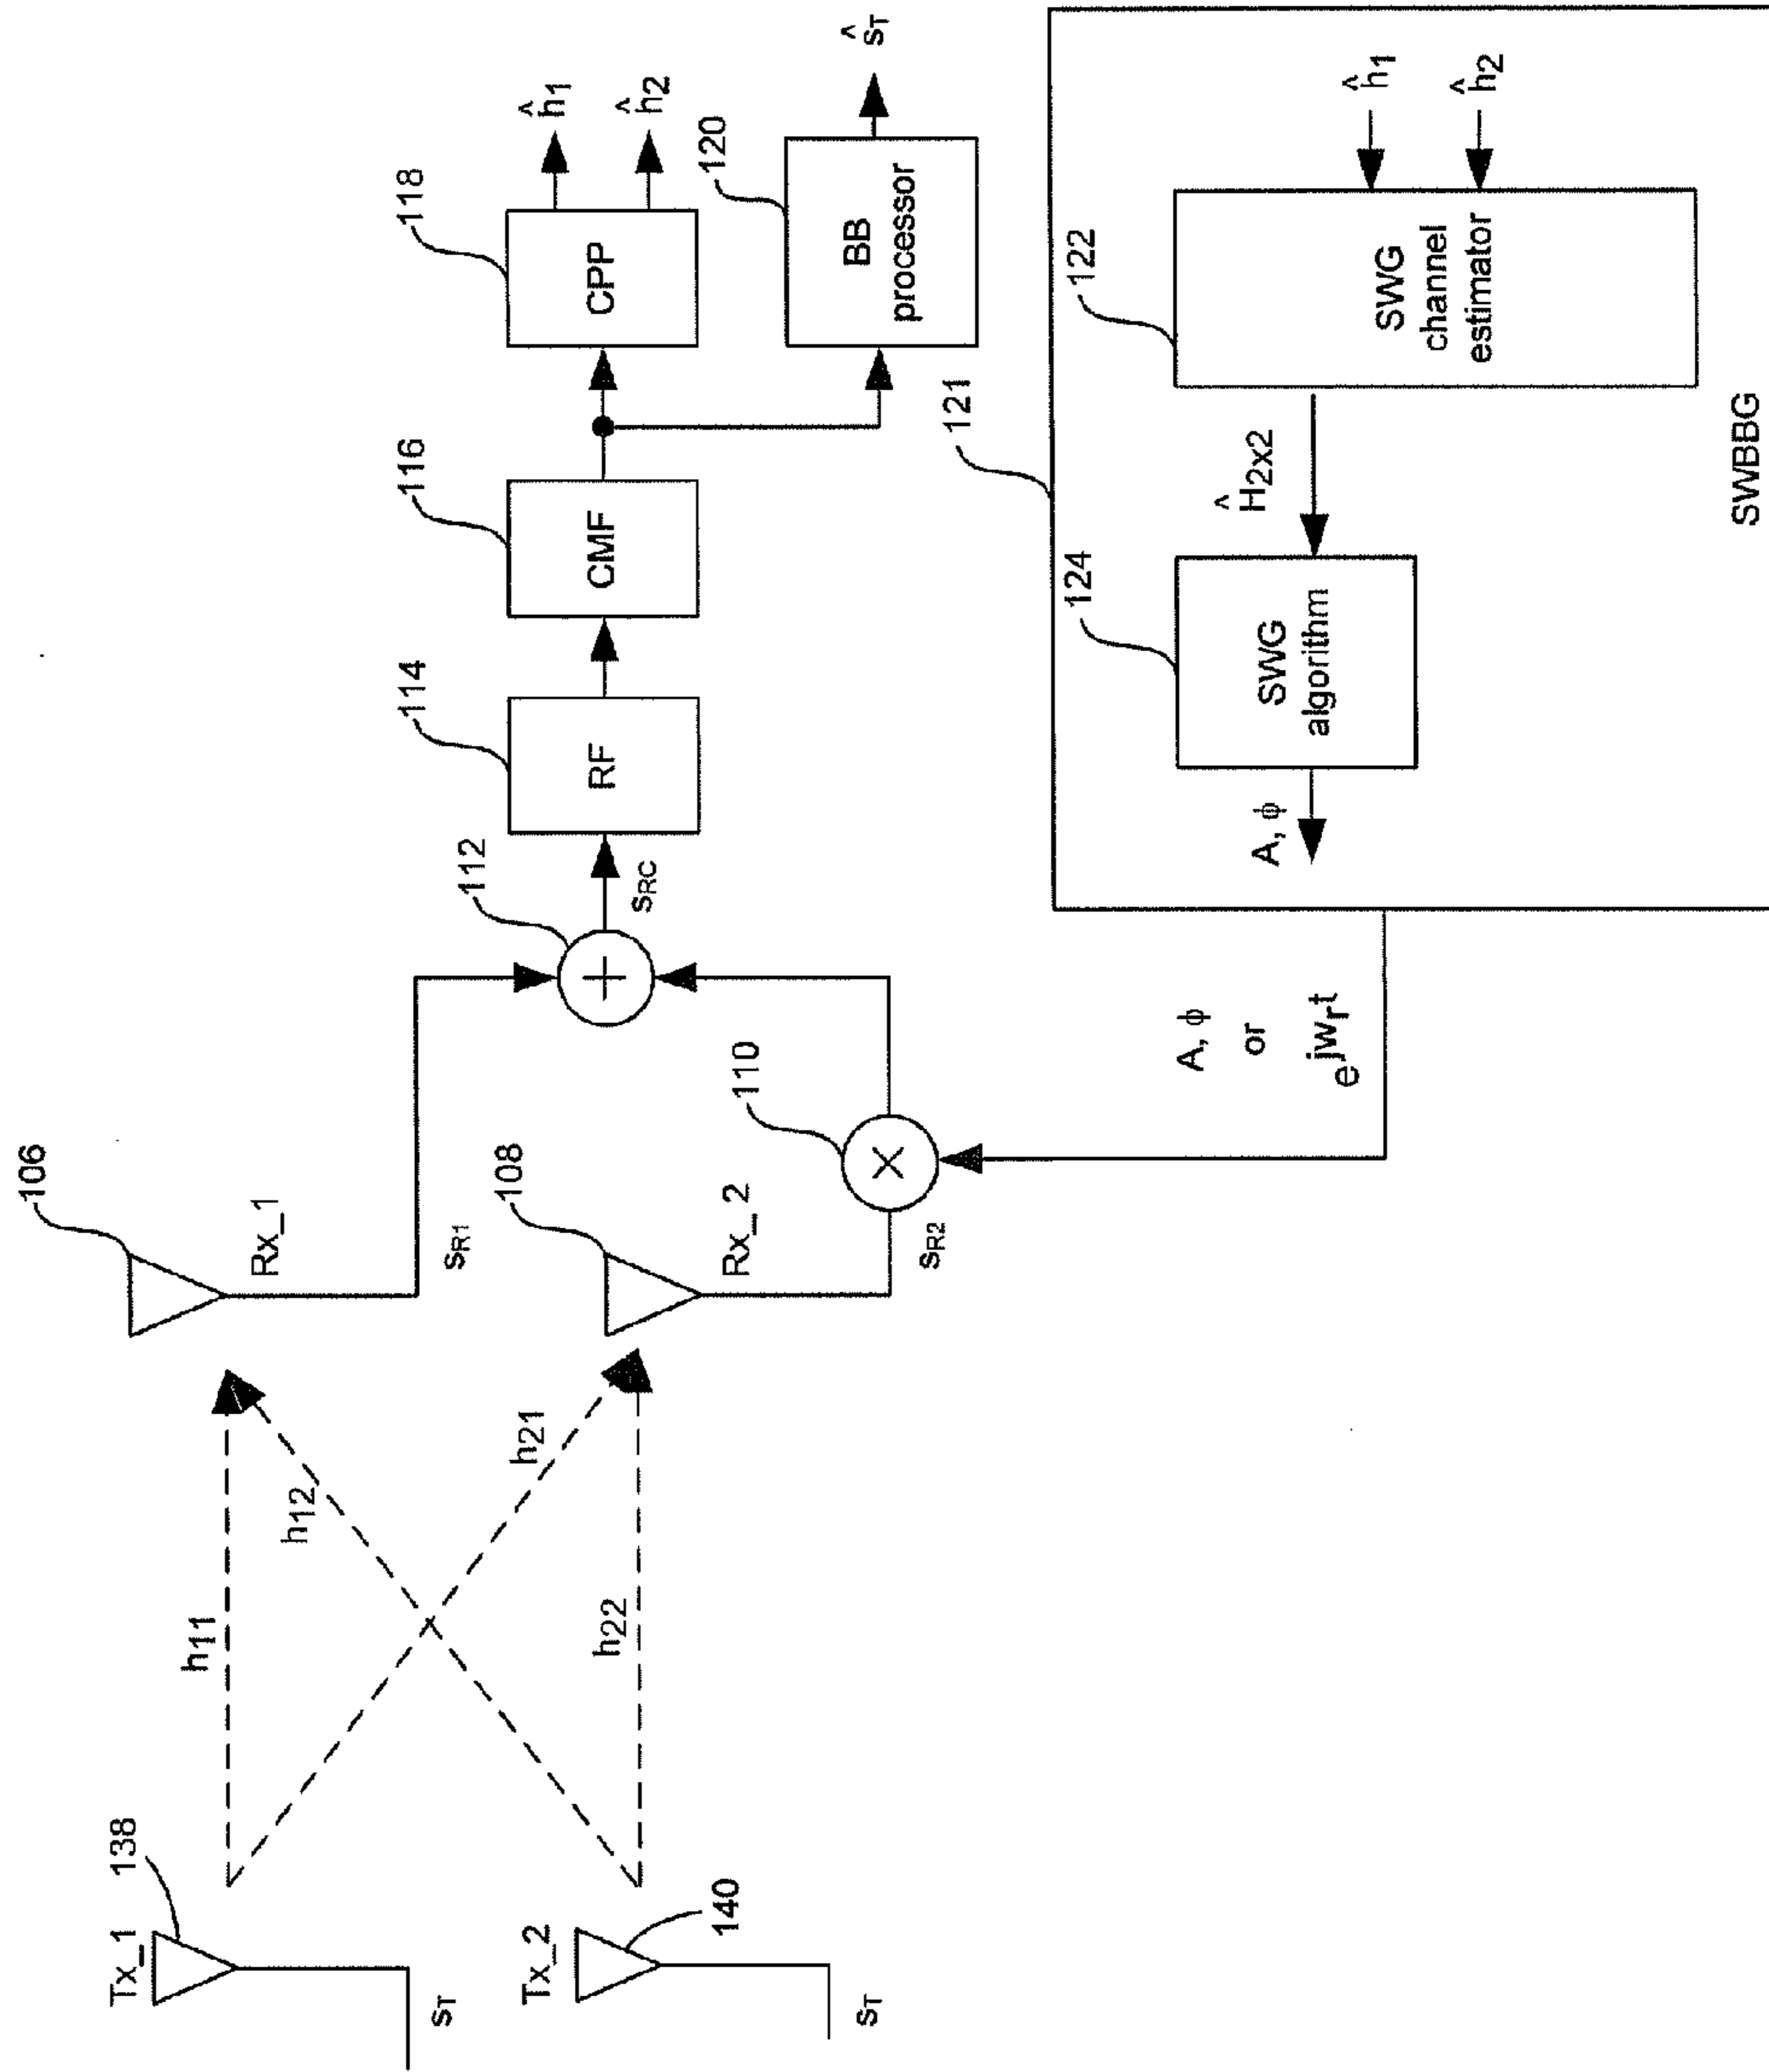 Tx_1
138
sT
Tx_2
140
sT
h11
h12
h21
h22
106
Rx_1
sR1
108
Rx_2
sR2
110
112
sRC
114
RF
116
CMF
118
CPP
ĥ1
ĥ2
120
BB
processor
ŝT
A, ϕ
or
e^jwrt
121
124
SWG
algorithm
A, ϕ
Ĥ2x2
122
SWG
channel
estimator
ĥ1
ĥ2
SWBBG